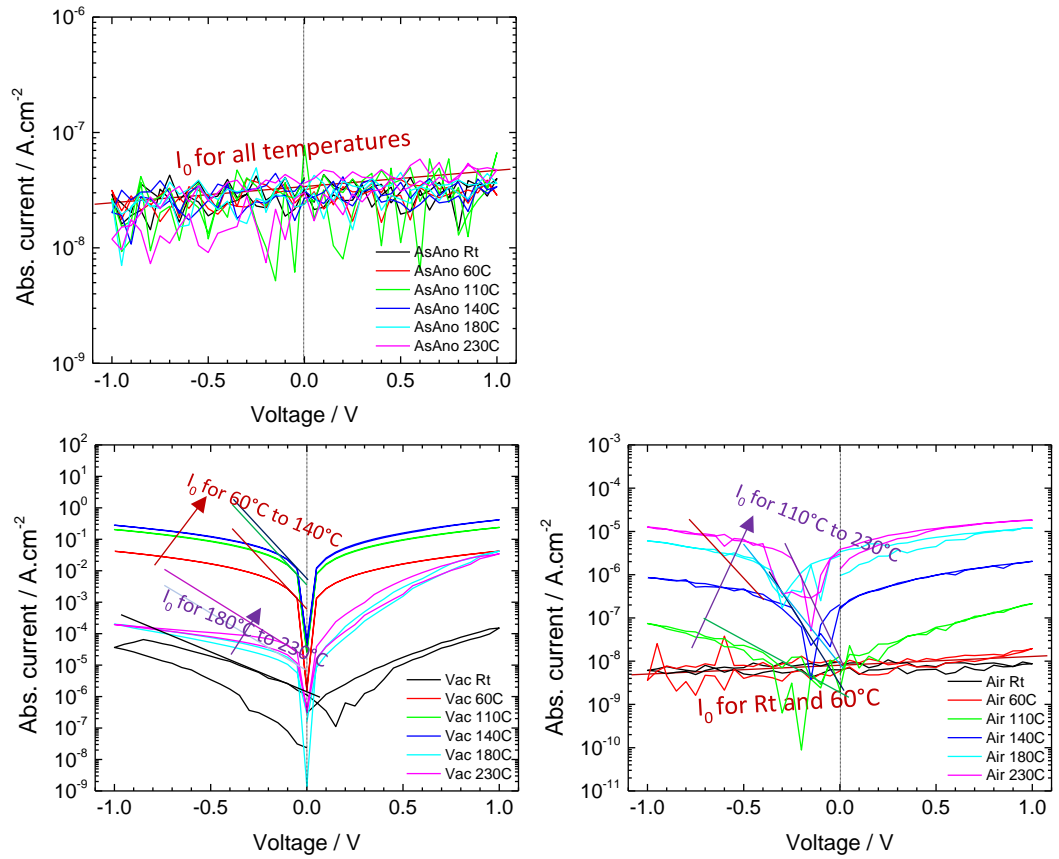 Abs. current / A.cm-2
10-6
10-7
10-8
10-9
I0 for all temperatures
AsAno Rt
AsAno 60C
AsAno 110C
AsAno 140C
AsAno 180C
AsAno 230C
-1.0 -0.5 0.0 0.5 1.0
Voltage / V
Abs. current / A.cm-2
102
101
100
10-1
10-2
10-3
10-4
10-5
10-6
10-7
10-8
10-9
I0 for 60°C to 140°C
I0 for 180°C to 230°C
Vac Rt
Vac 60C
Vac 110C
Vac 140C
Vac 180C
Vac 230C
-1.0 -0.5 0.0 0.5 1.0
Voltage / V
Abs. current / A.cm-2
10-3
10-4
10-5
10-6
10-7
10-8
10-9
10-10
10-11
I0 for 110°C to 230°C
I0 for Rt and 60°C
Air Rt
Air 60C
Air 110C
Air 140C
Air 180C
Air 230C
-1.0 -0.5 0.0 0.5 1.0
Voltage / V